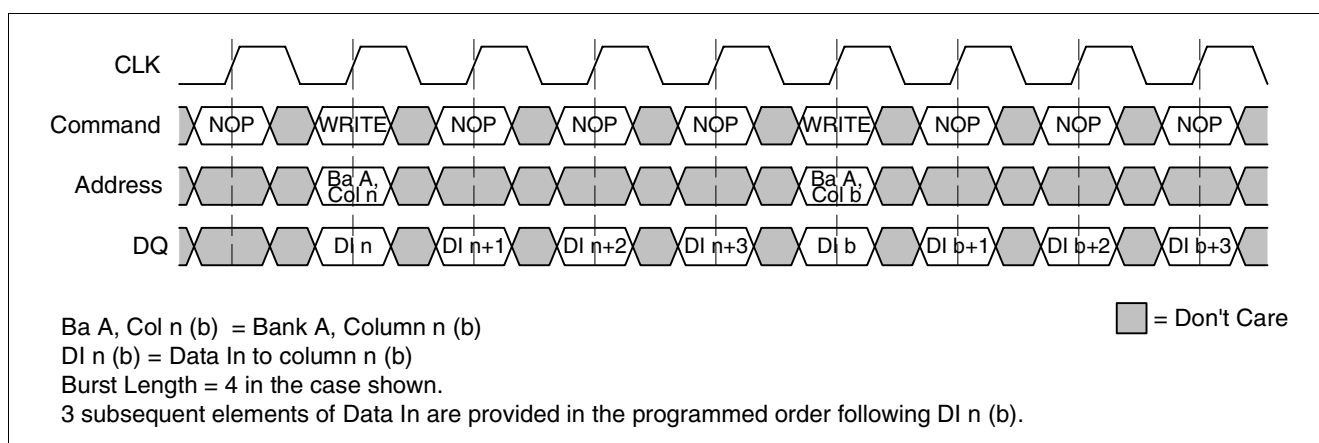 CLK
Command NOP WRITE NOP NOP NOP WRITE NOP NOP NOP
Address Ba A, Col n Ba A, Col b
DQ DI n DI n+1 DI n+2 DI n+3 DI b DI b+1 DI b+2 DI b+3
Ba A, Col n (b) = Bank A, Column n (b)
= Don't Care
DI n (b) = Data In to column n (b)
Burst Length = 4 in the case shown.
3 subsequent elements of Data In are provided in the programmed order following DI n (b).